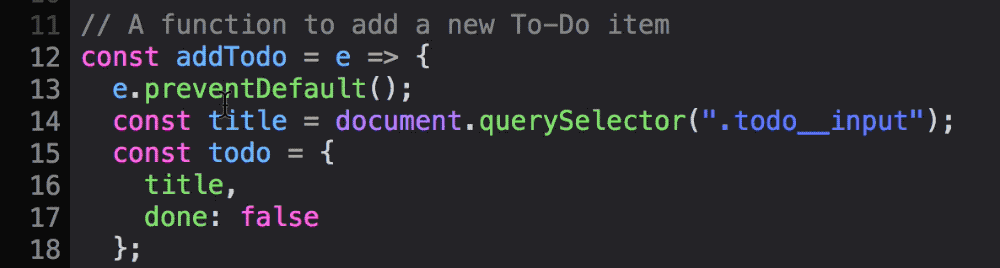 11 // A function to add a new To-Do item
12 const addTodo = e => {
13   e.preventDefault();
14   const title = document.querySelector(".todo__input");
15   const todo = {
16     title,
17     done: false
18   };